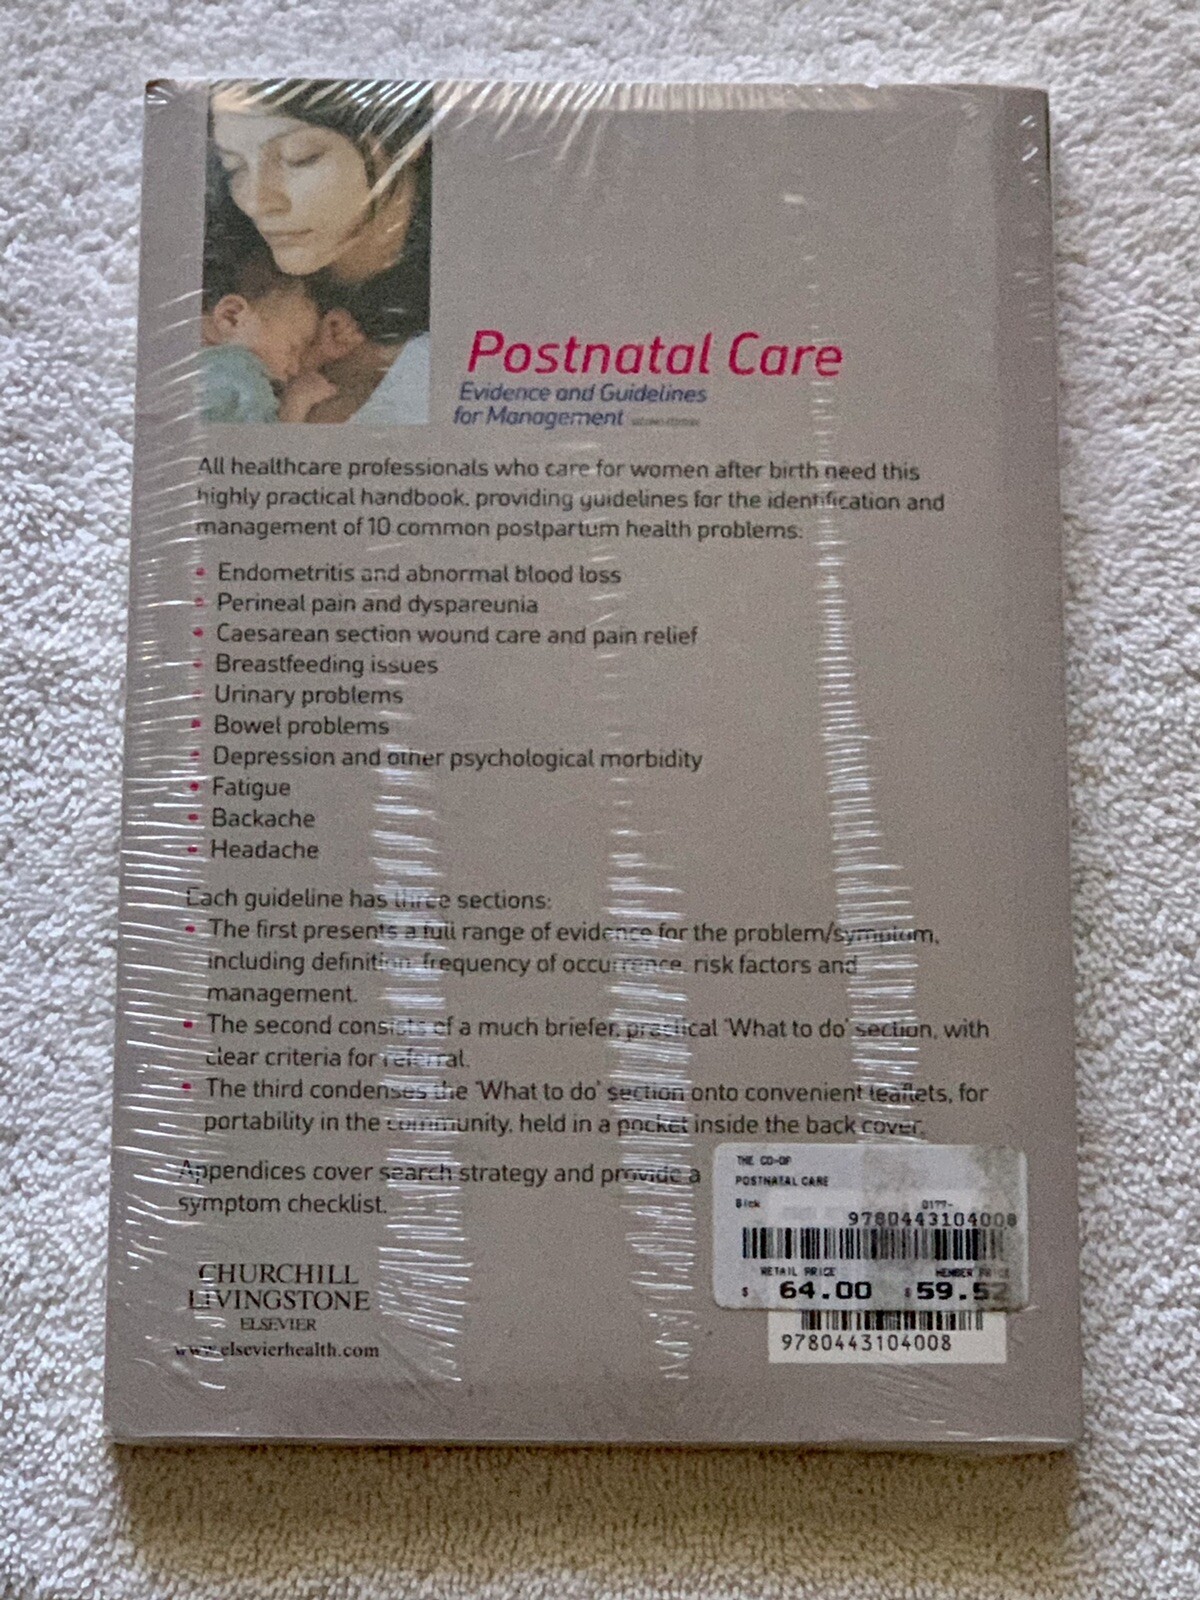 Postnatal Care
Evidence and Guidelines
for Management SECOND EDITION
All healthcare professionals who care for women after birth need this
highly practical handbook, providing guidelines for the identification and
management of 10 common postpartum health problems:
• Endometritis and abnormal blood loss
• Perineal pain and dyspareunia
• Caesarean section wound care and pain relief
• Breastfeeding issues
• Urinary problems
• Bowel problems
• Depression and other psychological morbidity
• Fatigue
• Backache
• Headache
Each guideline has three sections:
• The first presents a full range of evidence for the problem/symptom,
including definition, frequency of occurrence, risk factors and
management.
• The second consists of a much briefer, practical 'What to do' section, with
clear criteria for referral.
• The third condenses the 'What to do' section onto convenient leaflets, for
portability in the community, held in a pocket inside the back cover.
Appendices cover search strategy and provide a
symptom checklist.
CHURCHILL
LIVINGSTONE
ELSEVIER
www.elsevierhealth.com
THE CO-OP
POSTNATAL CARE
Bick 0177-
9780443104008
RETAIL PRICE MEMBER PRICE
$ 64.00 $ 59.52
9780443104008